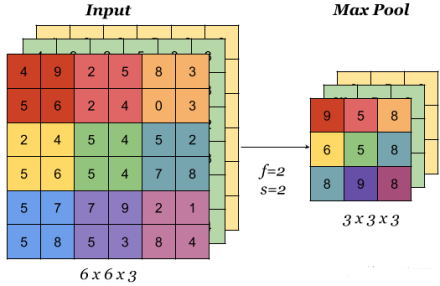 Input
Max Pool
4 9 2 5 8 3
5 6 2 4 0 3
2 4 5 4 5 2
5 6 5 4 7 8
5 7 7 9 2 1
5 8 5 3 8 4
f=2
s=2
9 5 8
6 5 8
8 9 8
3 x 3 x 3
6 x 6 x 3